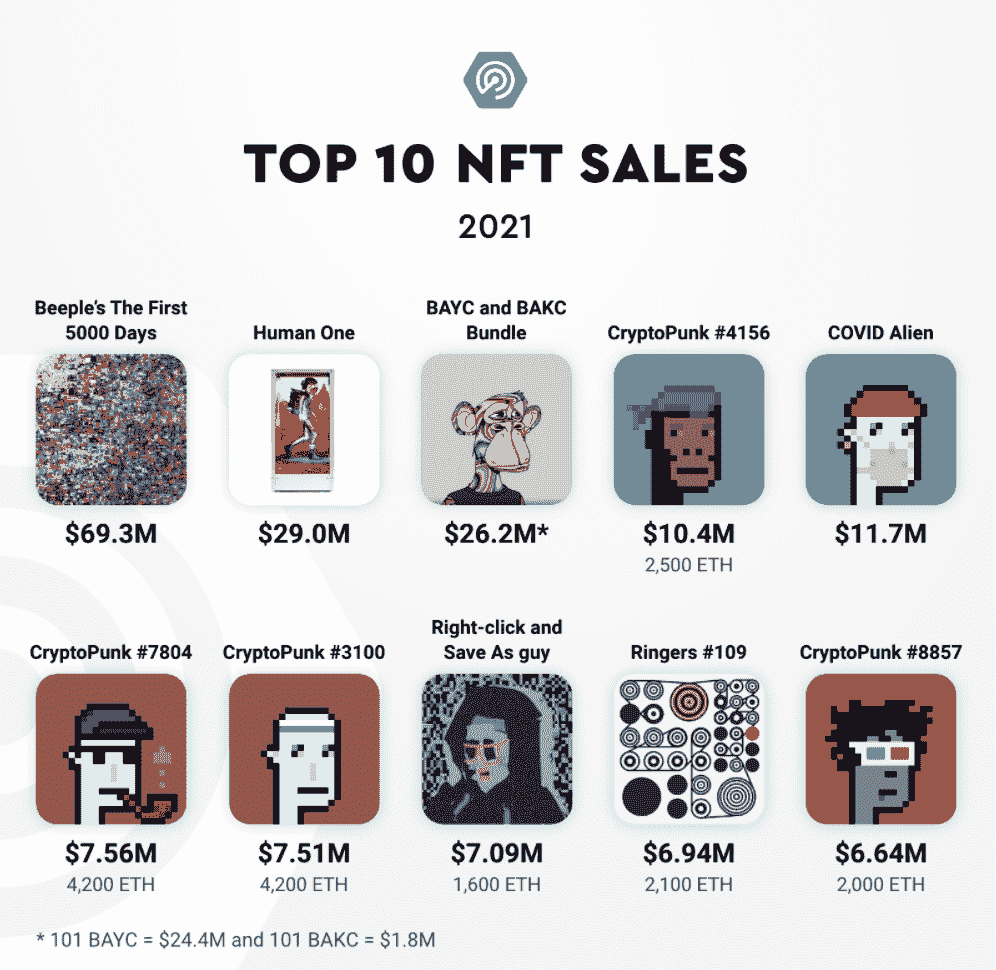 TOP 10 NFT SALES
2021
Beeple's The First
5000 Days
Human One
BAYC and BAKC
Bundle
CryptoPunk #4156
COVID Alien
$69.3M
$29.0M
$26.2M*
$10.4M
2,500 ETH
$11.7M
CryptoPunk #7804
CryptoPunk #3100
Right-click and
Save As guy
Ringers #109
CryptoPunk #8857
$7.56M
4,200 ETH
$7.51M
4,200 ETH
$7.09M
1,600 ETH
$6.94M
2,100 ETH
$6.64M
2,000 ETH
* 101 BAYC = $24.4M and 101 BAKC = $1.8M